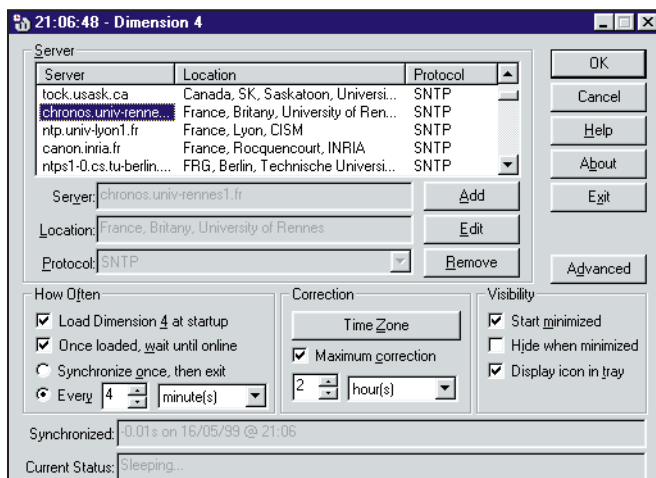 21:06:48 - Dimension 4
Server
Server Location Protocol
tock.usask.ca Canada, SK, Saskatoon, Universi... SNTP
chronos.univ-renne... France, Britany, University of Ren... SNTP
ntp.univ-lyon1.fr France, Lyon, CISM SNTP
canon.inria.fr France, Rocquencourt, INRIA SNTP
ntps1-0.cs.tu-berlin.... FRG, Berlin, Technische Universi... SNTP
Server: chronos.univ-rennes1.fr Add
Location: France, Britany, University of Rennes Edit
Protocol: SNTP Remove
OK
Cancel
Help
About
Exit
Advanced
How Often
Load Dimension 4 at startup
Once loaded, wait until online
Synchronize once, then exit
Every 4 minute(s)
Correction
Time Zone
Maximum correction
2 hour(s)
Visibility
Start minimized
Hide when minimized
Display icon in tray
Synchronized: -0.01s on 16/05/99 @ 21:06
Current Status: Sleeping...